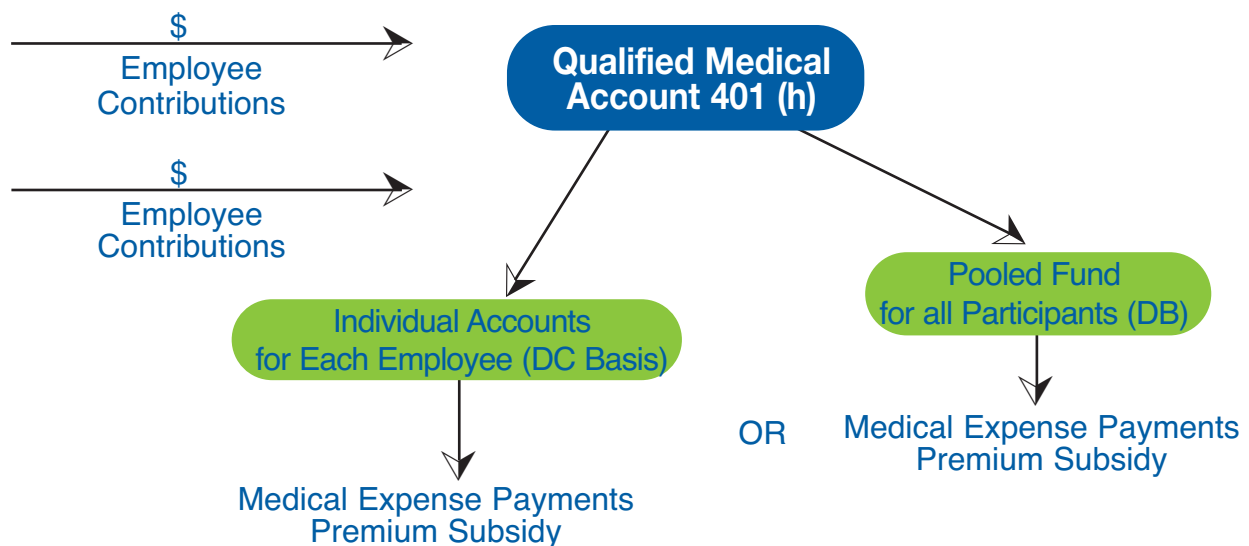 $
Employee
Contributions
Qualified Medical
Account 401 (h)
$
Employee
Contributions
Individual Accounts
for Each Employee (DC Basis)
Pooled Fund
for all Participants (DB)
Medical Expense Payments
Premium Subsidy
OR
Medical Expense Payments
Premium Subsidy